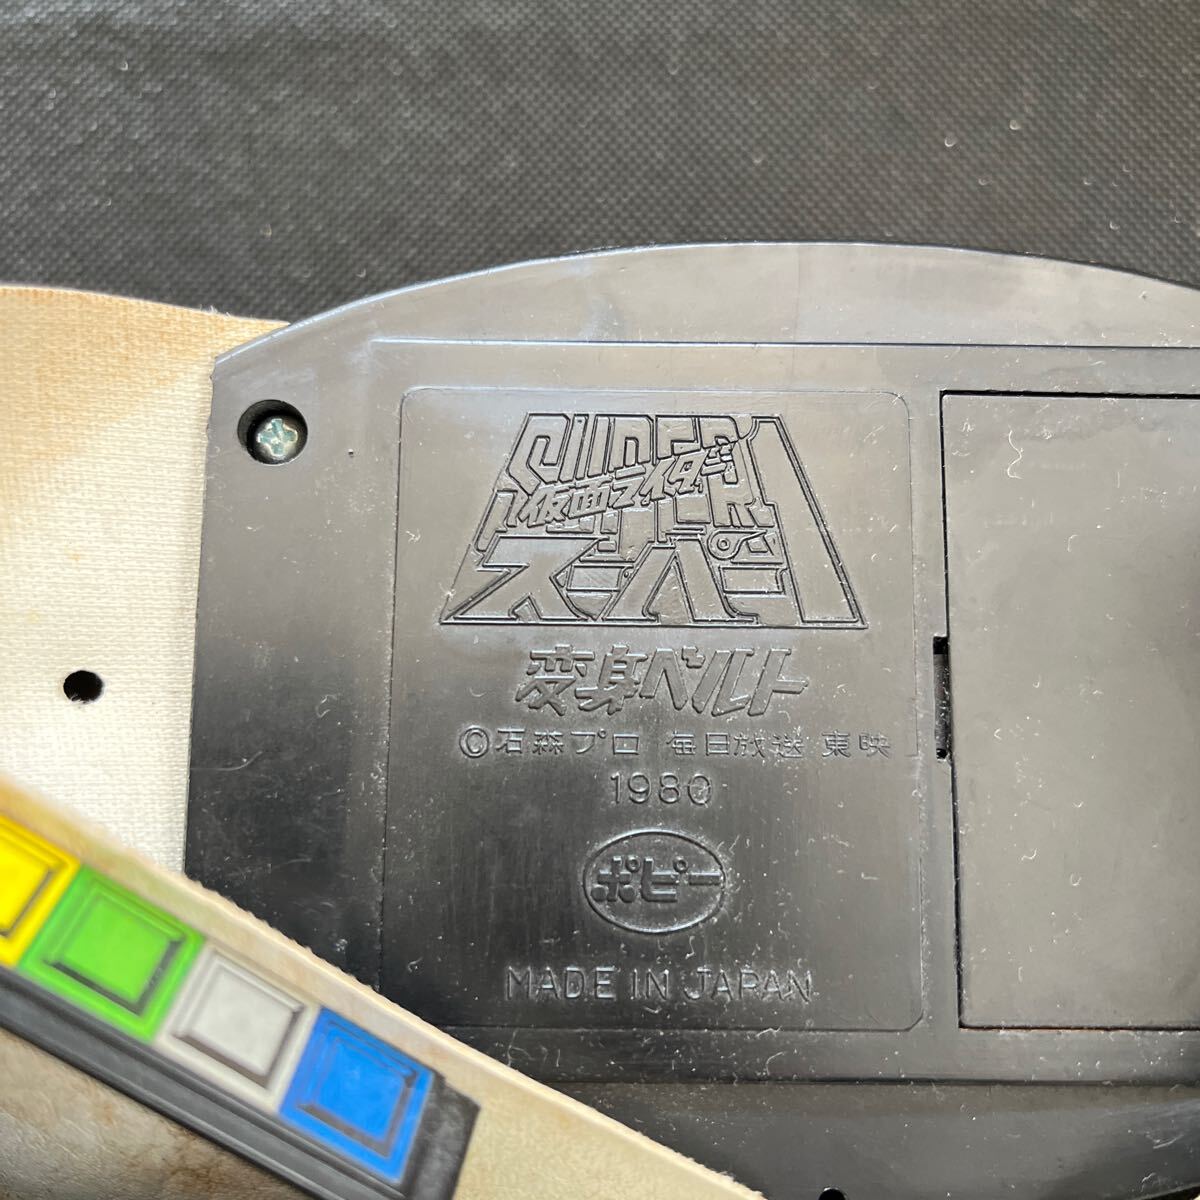 SUPER 1
仮面ライダー
スーパー1
変身ベルト
©石森プロ 毎日放送 東映
1980
ポピー
MADE IN JAPAN